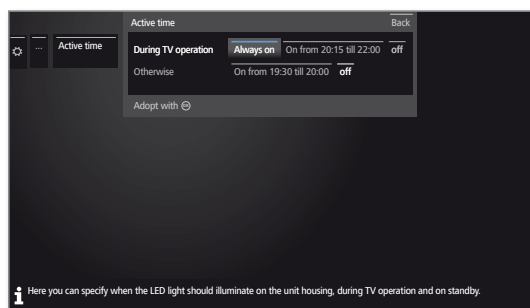 Active time Back
... Active time
During TV operation Always on On from 20:15 till 22:00 off
Otherwise On from 19:30 till 20:00 off
Adopt with OK
i Here you can specify when the LED light should illuminate on the unit housing, during TV operation and on standby.